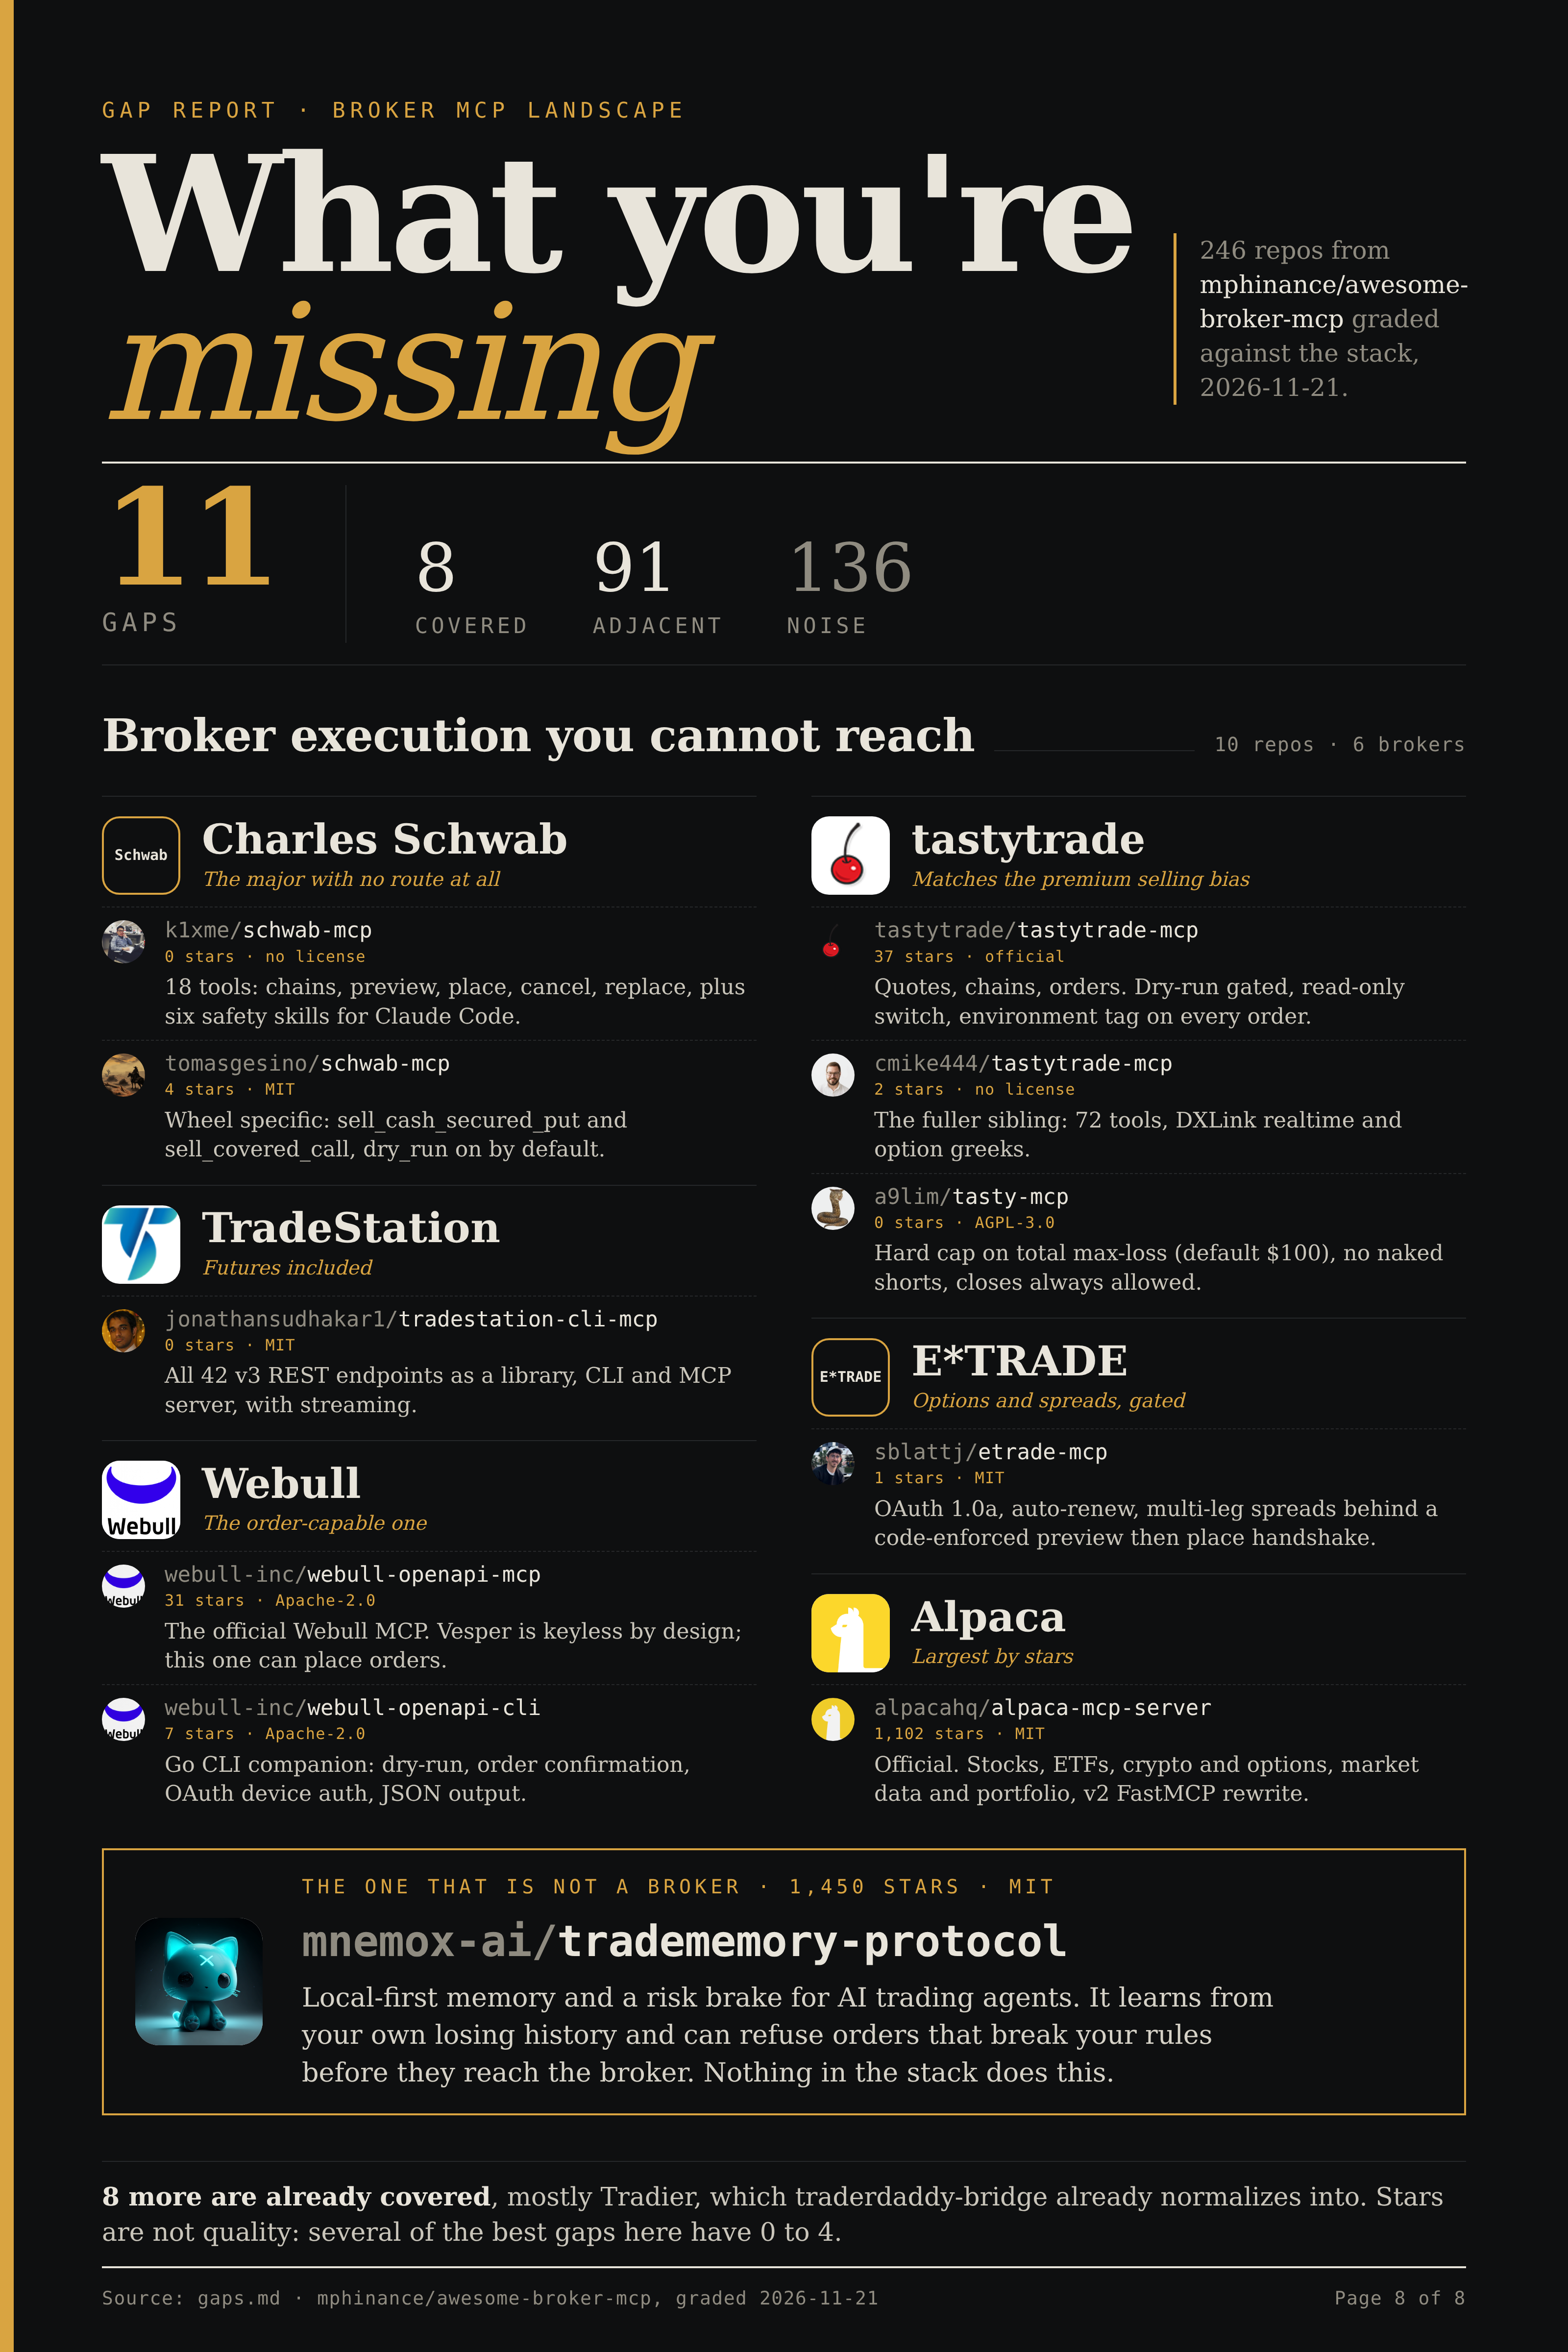 GAP REPORT · BROKER MCP LANDSCAPE
What you're
missing
246 repos from
mphinance/awesome-
broker-mcp graded
against the stack,
2026-11-21.
11
GAPS
8
COVERED
91
ADJACENT
136
NOISE
Broker execution you cannot reach
10 repos · 6 brokers
Schwab
Charles Schwab
The major with no route at all
k1xme/schwab-mcp
0 stars · no license
18 tools: chains, preview, place, cancel, replace, plus
six safety skills for Claude Code.
tomasgesino/schwab-mcp
4 stars · MIT
Wheel specific: sell_cash_secured_put and
sell_covered_call, dry_run on by default.
TradeStation
Futures included
jonathansudhakar1/tradestation-cli-mcp
0 stars · MIT
All 42 v3 REST endpoints as a library, CLI and MCP
server, with streaming.
Webull
Webull
The order-capable one
Webull
webull-inc/webull-openapi-mcp
31 stars · Apache-2.0
The official Webull MCP. Vesper is keyless by design;
this one can place orders.
Webull
webull-inc/webull-openapi-cli
7 stars · Apache-2.0
Go CLI companion: dry-run, order confirmation,
OAuth device auth, JSON output.
tastytrade
Matches the premium selling bias
tastytrade/tastytrade-mcp
37 stars · official
Quotes, chains, orders. Dry-run gated, read-only
switch, environment tag on every order.
cmike444/tastytrade-mcp
2 stars · no license
The fuller sibling: 72 tools, DXLink realtime and
option greeks.
a9lim/tasty-mcp
0 stars · AGPL-3.0
Hard cap on total max-loss (default $100), no naked
shorts, closes always allowed.
E*TRADE
E*TRADE
Options and spreads, gated
sblattj/etrade-mcp
1 stars · MIT
OAuth 1.0a, auto-renew, multi-leg spreads behind a
code-enforced preview then place handshake.
Alpaca
Largest by stars
alpacahq/alpaca-mcp-server
1,102 stars · MIT
Official. Stocks, ETFs, crypto and options, market
data and portfolio, v2 FastMCP rewrite.
THE ONE THAT IS NOT A BROKER · 1,450 STARS · MIT
mnemox-ai/tradememory-protocol
Local-first memory and a risk brake for AI trading agents. It learns from
your own losing history and can refuse orders that break your rules
before they reach the broker. Nothing in the stack does this.
8 more are already covered, mostly Tradier, which traderdaddy-bridge already normalizes into. Stars
are not quality: several of the best gaps here have 0 to 4.
Source: gaps.md · mphinance/awesome-broker-mcp, graded 2026-11-21
Page 8 of 8